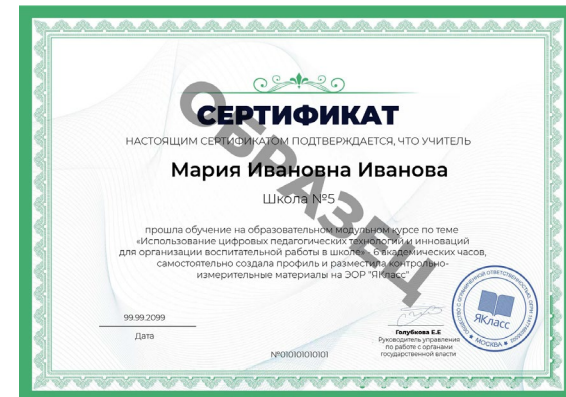 СЕРТИФИКАТ
НАСТОЯЩИМ СЕРТИФИКАТОМ ПОДТВЕРЖДАЕТСЯ, ЧТО УЧИТЕЛЬ
Мария Ивановна Иванова
Школа №5
прошла обучение на образовательном модульном курсе по теме
«Использование цифровых педагогических технологий и инноваций
для организации воспитательной работы в школе» 6 академических часов,
самостоятельно создала профиль и разместила контрольно-
измерительные материалы на ЭОР "ЯКласс"
ОБРАЗЕЦ
99.99.2099
Дата
№010101010101
Голубкова Е.Е
Руководитель управления
по работе с органами
государственной власти
ОБЩЕСТВО С ОГРАНИЧЕННОЙ ОТВЕТСТВЕННОСТЬЮ
ЯКласс
МОСКВА